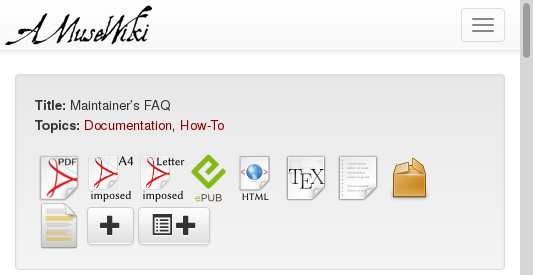 A MuseWiki
Title: Maintainer's FAQ
Topics: Documentation, How-To
PDF
A4 imposed
Letter imposed
ePUB
HTML
TEX